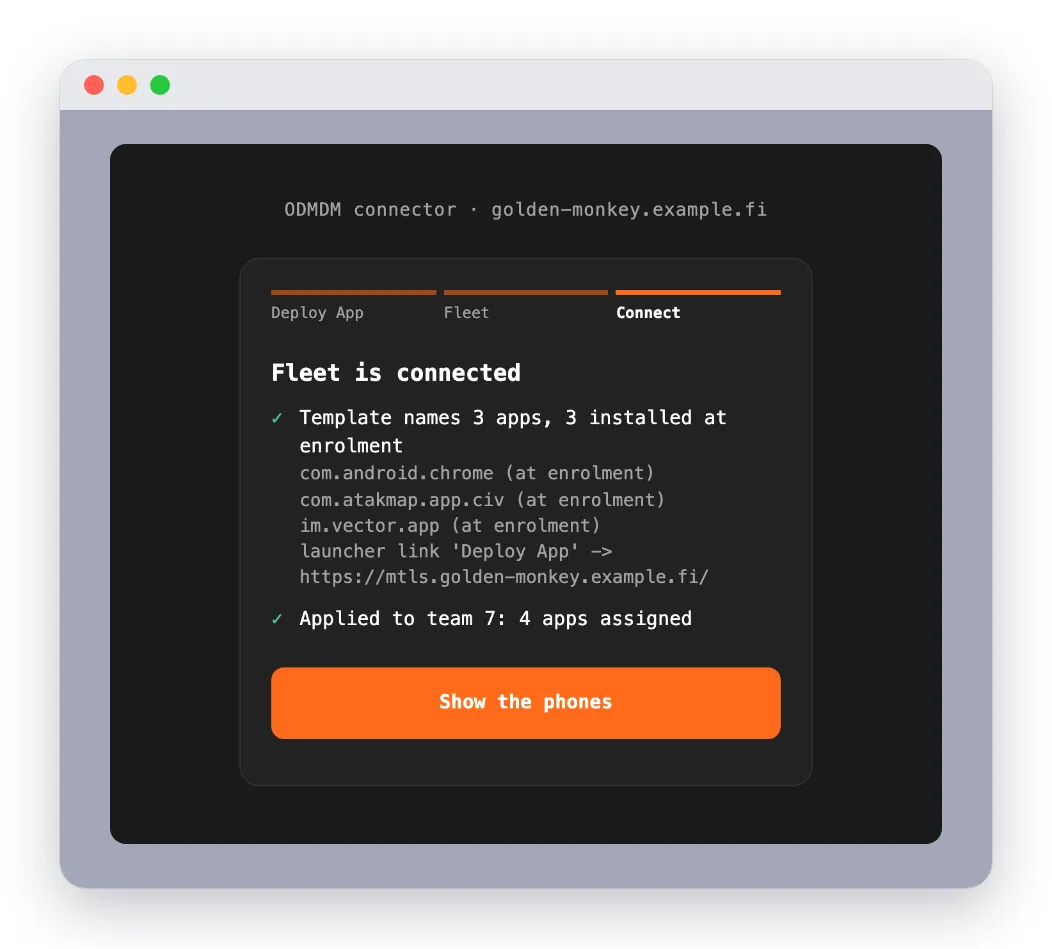 ODMDM connector · golden-monkey.example.fi
Deploy App
Fleet
Connect
Fleet is connected
✓ Template names 3 apps, 3 installed at
enrolment
com.android.chrome (at enrolment)
com.atakmap.app.civ (at enrolment)
im.vector.app (at enrolment)
launcher link 'Deploy App' ->
https://mtls.golden-monkey.example.fi/
✓ Applied to team 7: 4 apps assigned
Show the phones